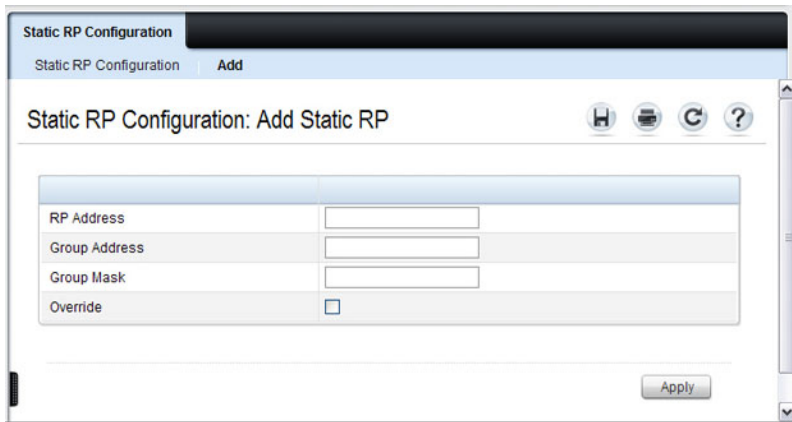 Static RP Configuration
Static RP Configuration Add
Static RP Configuration: Add Static RP
RP Address
Group Address
Group Mask
Override
Apply